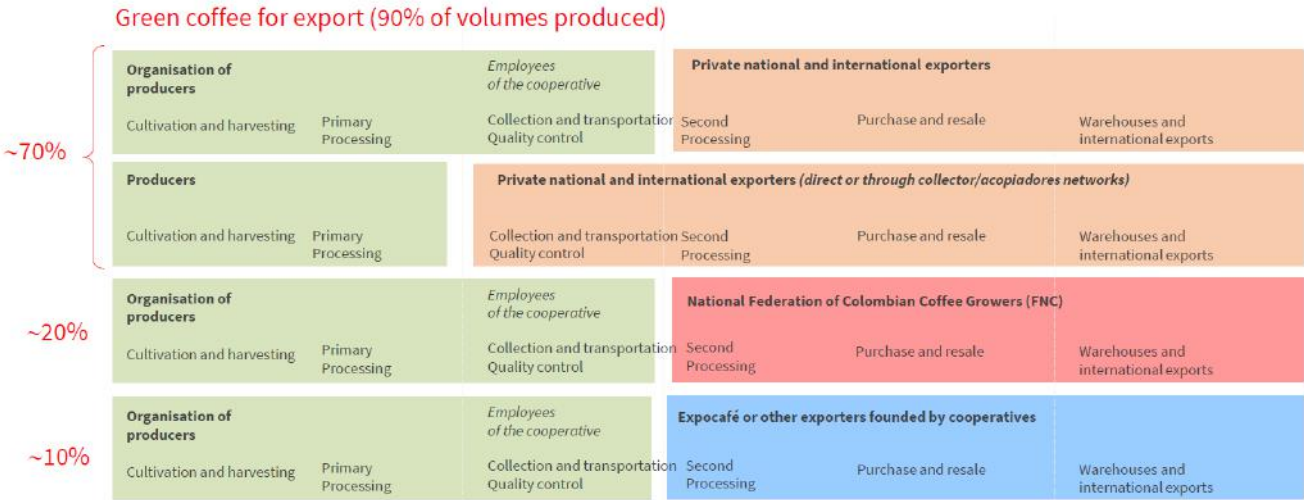 Green coffee for export (90% of volumes produced)
~70%
Organisation of
producers
Employees
of the cooperative
Private national and international exporters
Cultivation and harvesting
Primary
Processing
Collection and transportation
Quality control
Second
Processing
Purchase and resale
Warehouses and
international exports
Producers
Private national and international exporters (direct or through collector/acopiadores networks)
Cultivation and harvesting
Primary
Processing
Collection and transportation
Quality control
Second
Processing
Purchase and resale
Warehouses and
international exports
~20%
Organisation of
producers
Employees
of the cooperative
National Federation of Colombian Coffee Growers (FNC)
Cultivation and harvesting
Primary
Processing
Collection and transportation
Quality control
Second
Processing
Purchase and resale
Warehouses and
international exports
~10%
Organisation of
producers
Employees
of the cooperative
Expocafé or other exporters founded by cooperatives
Cultivation and harvesting
Primary
Processing
Collection and transportation
Quality control
Second
Processing
Purchase and resale
Warehouses and
international exports